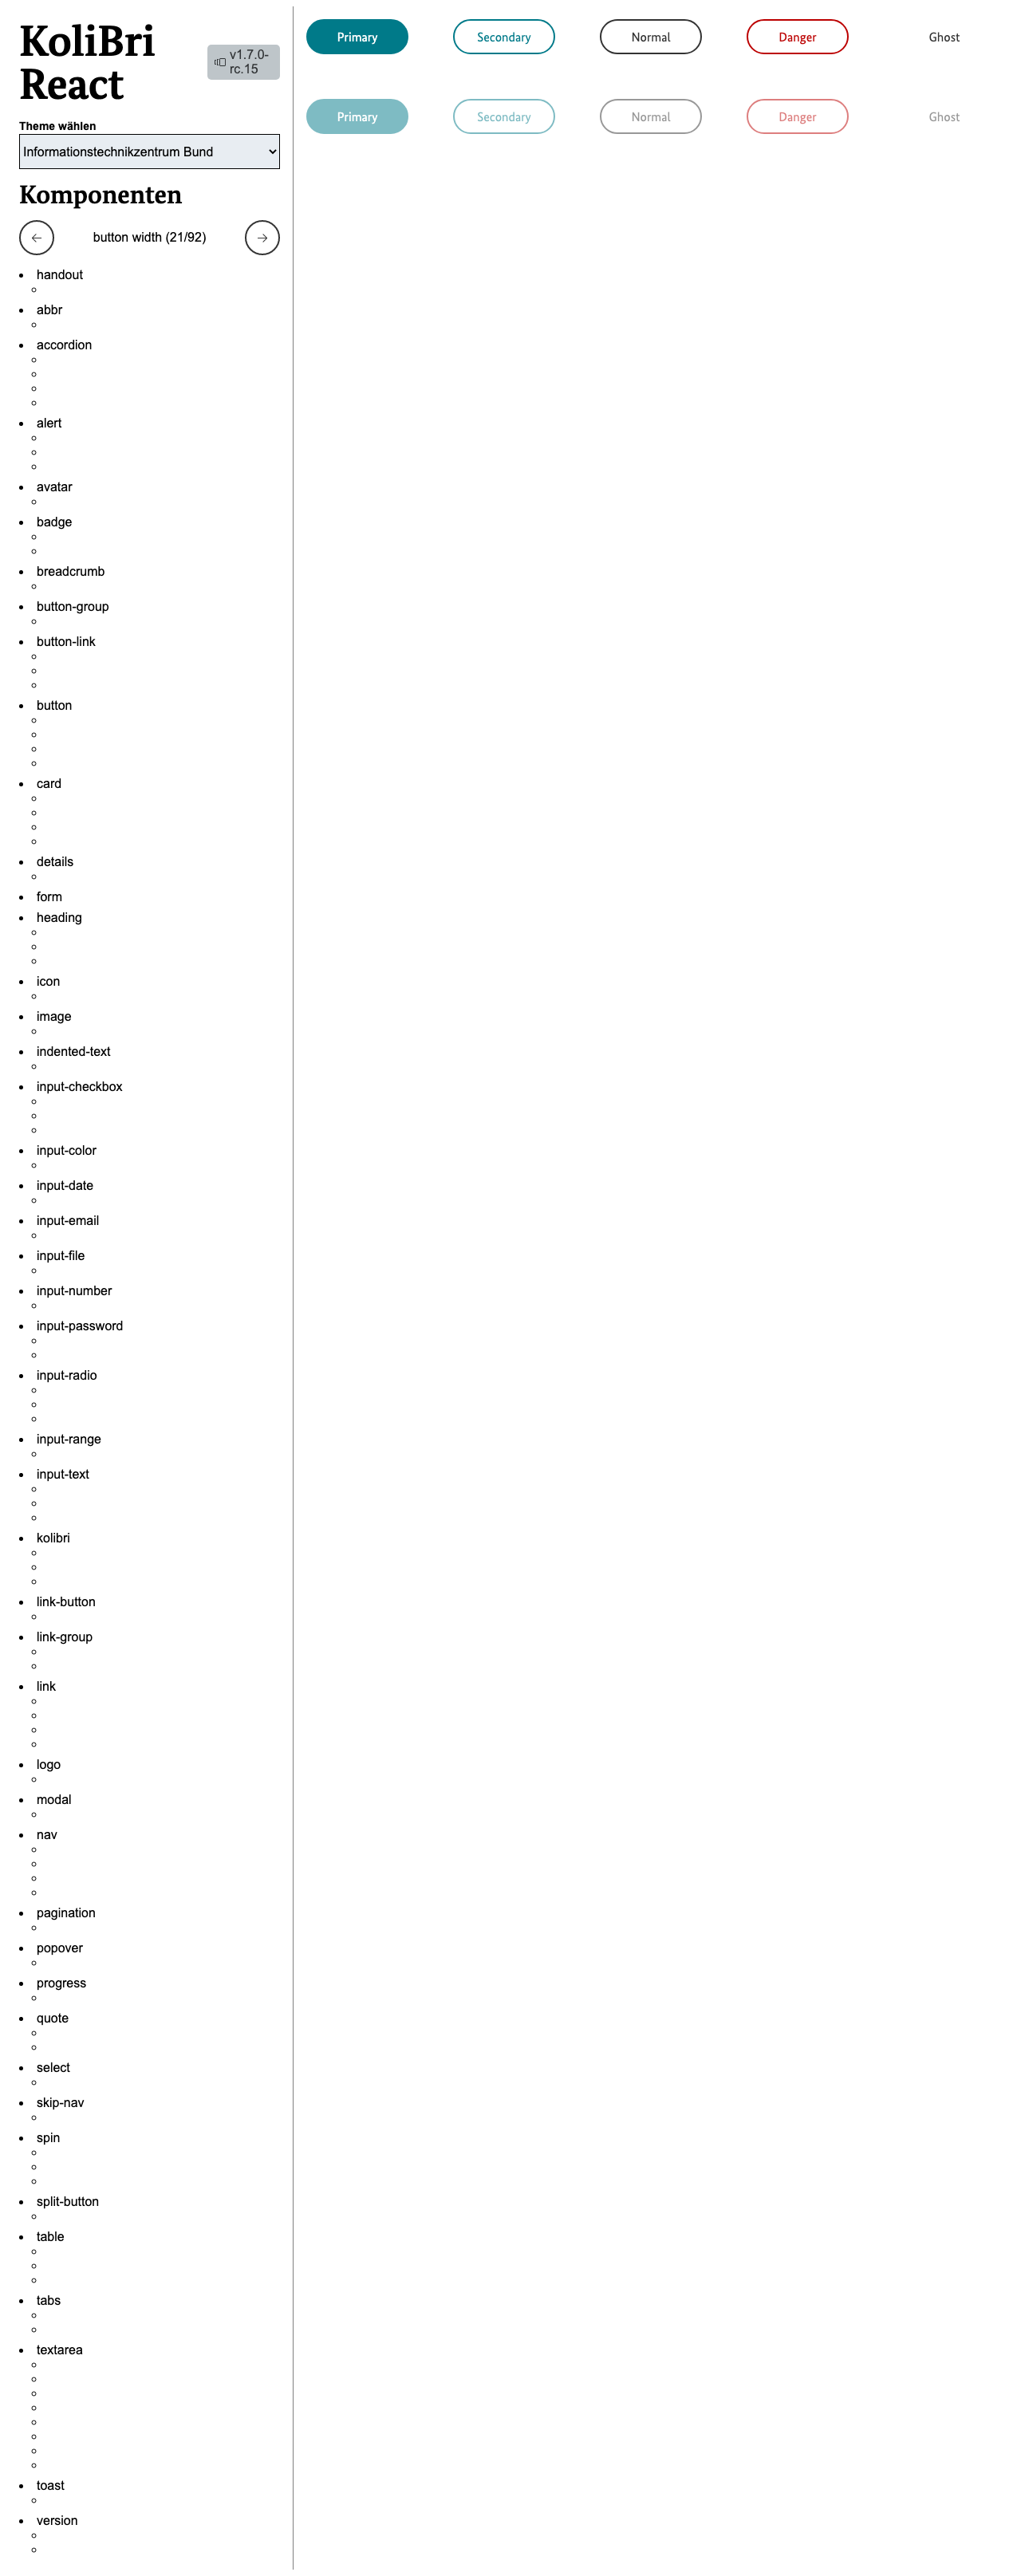 KoliBri
React
v1.7.0-
rc.15
Theme wählen
Informationstechnikzentrum Bund
Komponenten
button width (21/92)
handout
abbr
accordion
alert
avatar
badge
breadcrumb
button-group
button-link
button
card
details
form
heading
icon
image
indented-text
input-checkbox
input-color
input-date
input-email
input-file
input-number
input-password
input-radio
input-range
input-text
kolibri
link-button
link-group
link
logo
modal
nav
pagination
popover
progress
quote
select
skip-nav
spin
split-button
table
tabs
textarea
toast
version
Primary Secondary Normal Danger Ghost
Primary Secondary Normal Danger Ghost